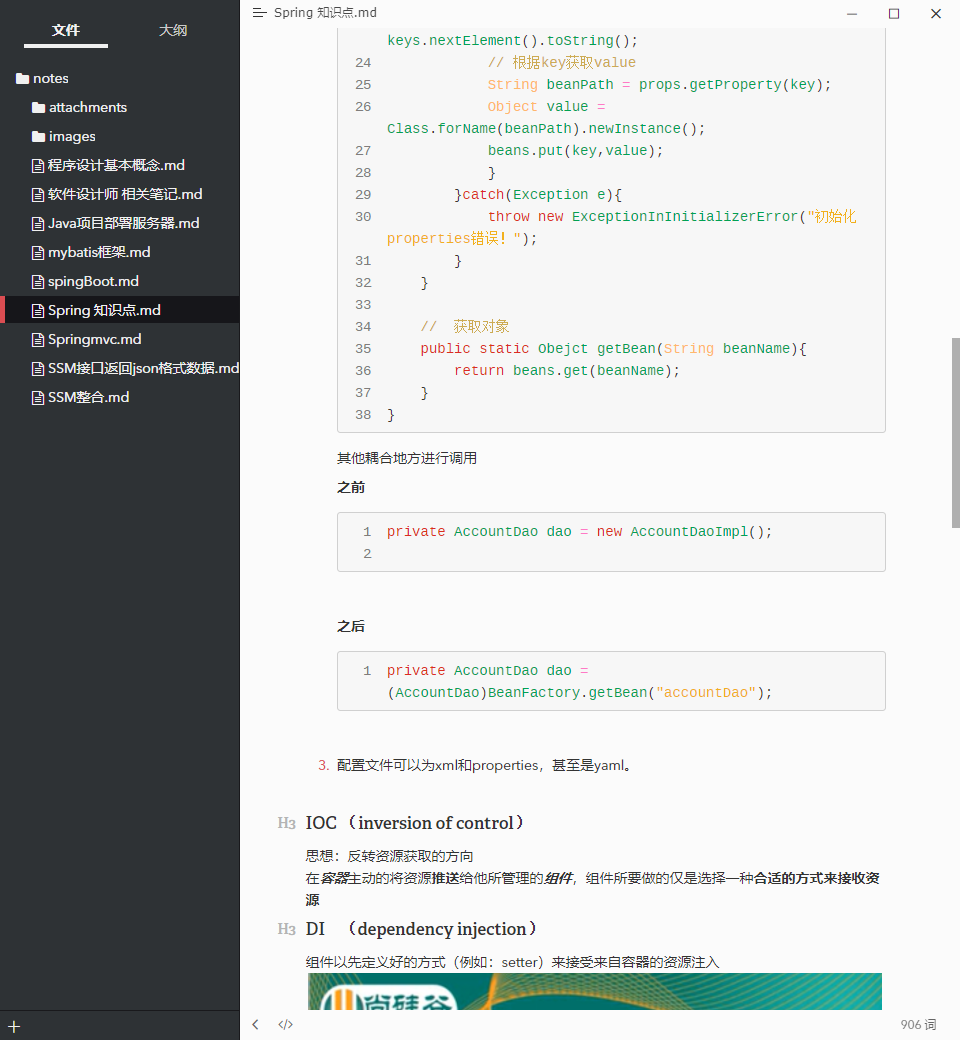 文件
大纲
notes
attachments
images
程序设计基本概念.md
软件设计师 相关笔记.md
Java项目部署服务器.md
mybatis框架.md
spingBoot.md
Spring 知识点.md
Springmvc.md
SSM接口返回json格式数据.md
SSM整合.md
Spring 知识点.md
keys.nextElement().toString();
24 // 根据key获取value
25 String beanPath = props.getProperty(key);
26 Object value =
Class.forName(beanPath).newInstance();
27 beans.put(key,value);
28 }
29 }catch(Exception e){
30 throw new ExceptionInInitializerError("初始化
properties错误！");
31 }
32 }
33
34 // 获取对象
35 public static Obejct getBean(String beanName){
36 return beans.get(beanName);
37 }
38 }
其他耦合地方进行调用
之前
1 private AccountDao dao = new AccountDaoImpl();
2
之后
1 private AccountDao dao =
(AccountDao)BeanFactory.getBean("accountDao");
3. 配置文件可以为xml和properties，甚至是yaml。
H3 IOC （inversion of control）
思想：反转资源获取的方向
在容器主动的将资源推送给他所管理的组件，组件所要做的仅是选择一种合适的方式来接收资
源
H3 DI （dependency injection）
组件以先定义好的方式（例如：setter）来接受来自容器的资源注入
尚硅谷
</> 906 词